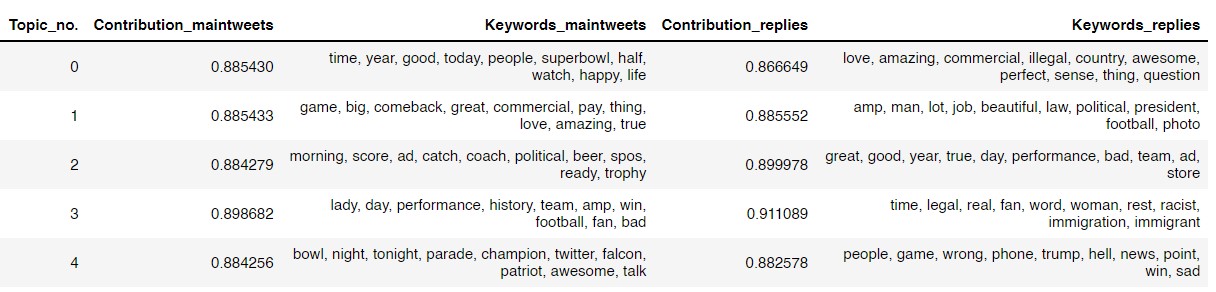 Topic_no. Contribution_maintweets Keywords_maintweets Contribution_replies Keywords_replies
0 0.885430 time, year, good, today, people, superbowl, half, watch, happy, life 0.866649 love, amazing, commercial, illegal, country, awesome, perfect, sense, thing, question
1 0.885433 game, big, comeback, great, commercial, pay, thing, love, amazing, true 0.885552 amp, man, lot, job, beautiful, law, political, president, football, photo
2 0.884279 morning, score, ad, catch, coach, political, beer, spos, ready, trophy 0.899978 great, good, year, true, day, performance, bad, team, ad, store
3 0.898682 lady, day, performance, history, team, amp, win, football, fan, bad 0.911089 time, legal, real, fan, word, woman, rest, racist, immigration, immigrant
4 0.884256 bowl, night, tonight, parade, champion, twitter, falcon, patriot, awesome, talk 0.882578 people, game, wrong, phone, trump, hell, news, point, win, sad